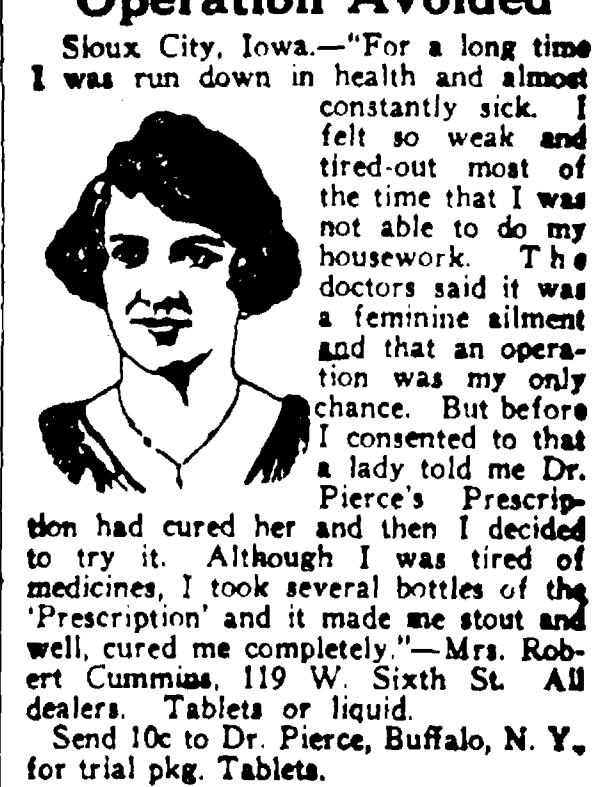 Operation Avoided
Sioux City, Iowa.—"For a long time
I was run down in health and almost
constantly sick. I
felt so weak and
tired-out most of
the time that I was
not able to do my
housework. The
doctors said it was
a feminine ailment
and that an opera-
tion was my only
chance. But before
I consented to that
a lady told me Dr.
Pierce's Prescrip-
tion had cured her and then I decided
to try it. Although I was tired of
medicines, I took several bottles of the
'Prescription' and it made me stout and
well, cured me completely."—Mrs. Rob-
ert Cummins, 119 W. Sixth St. All
dealers. Tablets or liquid.
Send 10c to Dr. Pierce, Buffalo, N. Y.,
for trial pkg. Tablets.